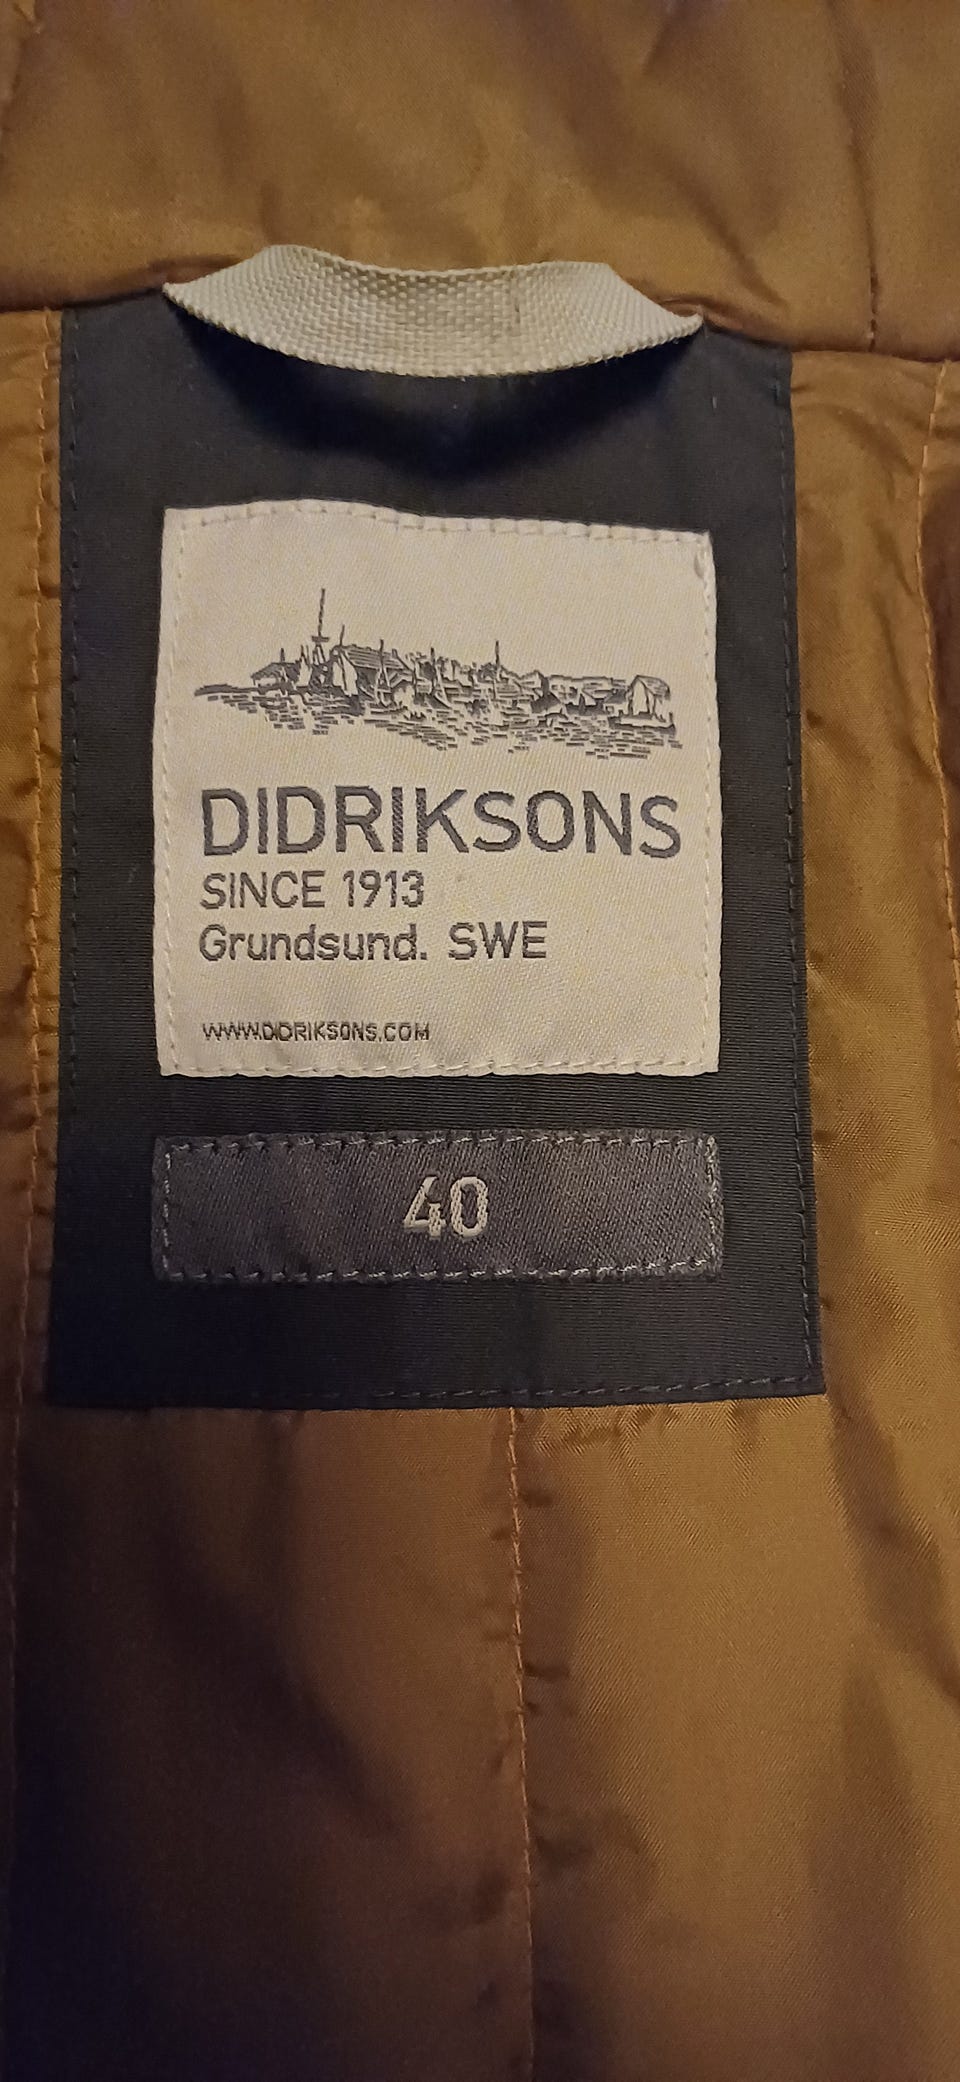 DIDRIKSONS
SINCE 1913
Grundsund. SWE
WWW.DIDRIKSONS.COM
40